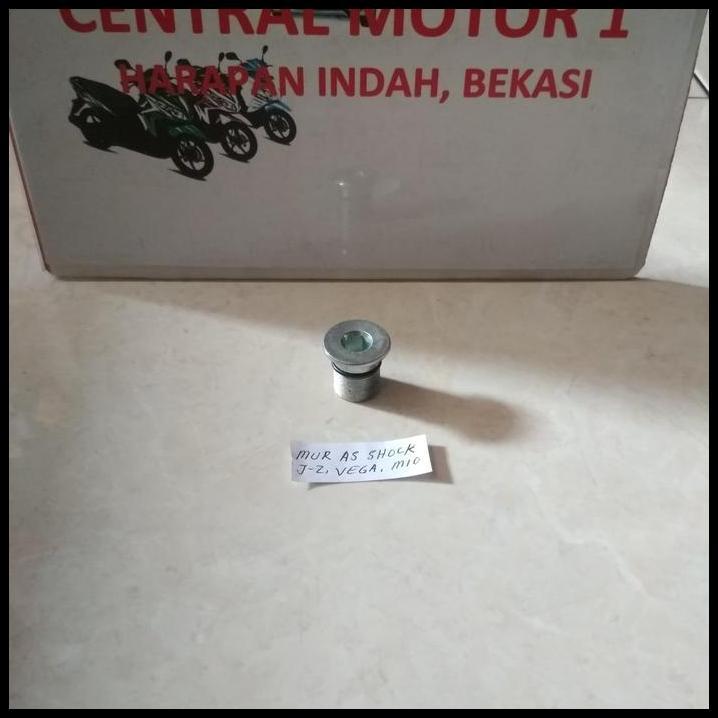 CENTRAL MOTOR 1
HARAPAN INDAH, BEKASI
MUR AS SHOCK
J-Z, VEGA, MIO